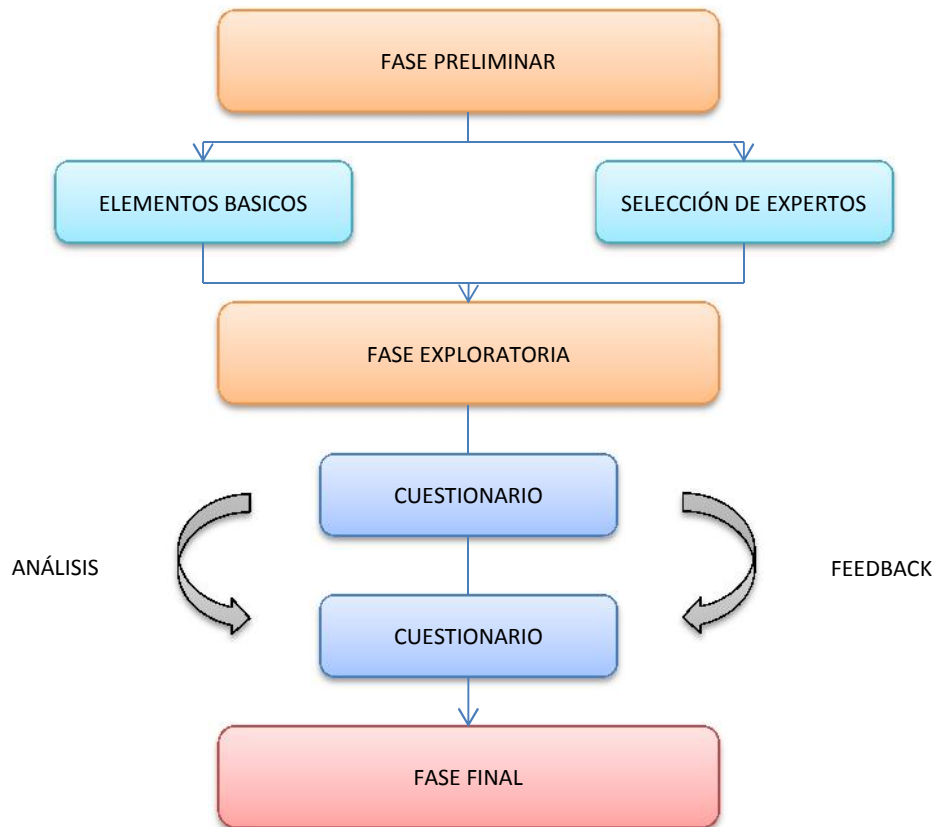 FASE PRELIMINAR
ELEMENTOS BASICOS
SELECCIÓN DE EXPERTOS
FASE EXPLORATORIA
CUESTIONARIO
ANÁLISIS
FEEDBACK
CUESTIONARIO
FASE FINAL